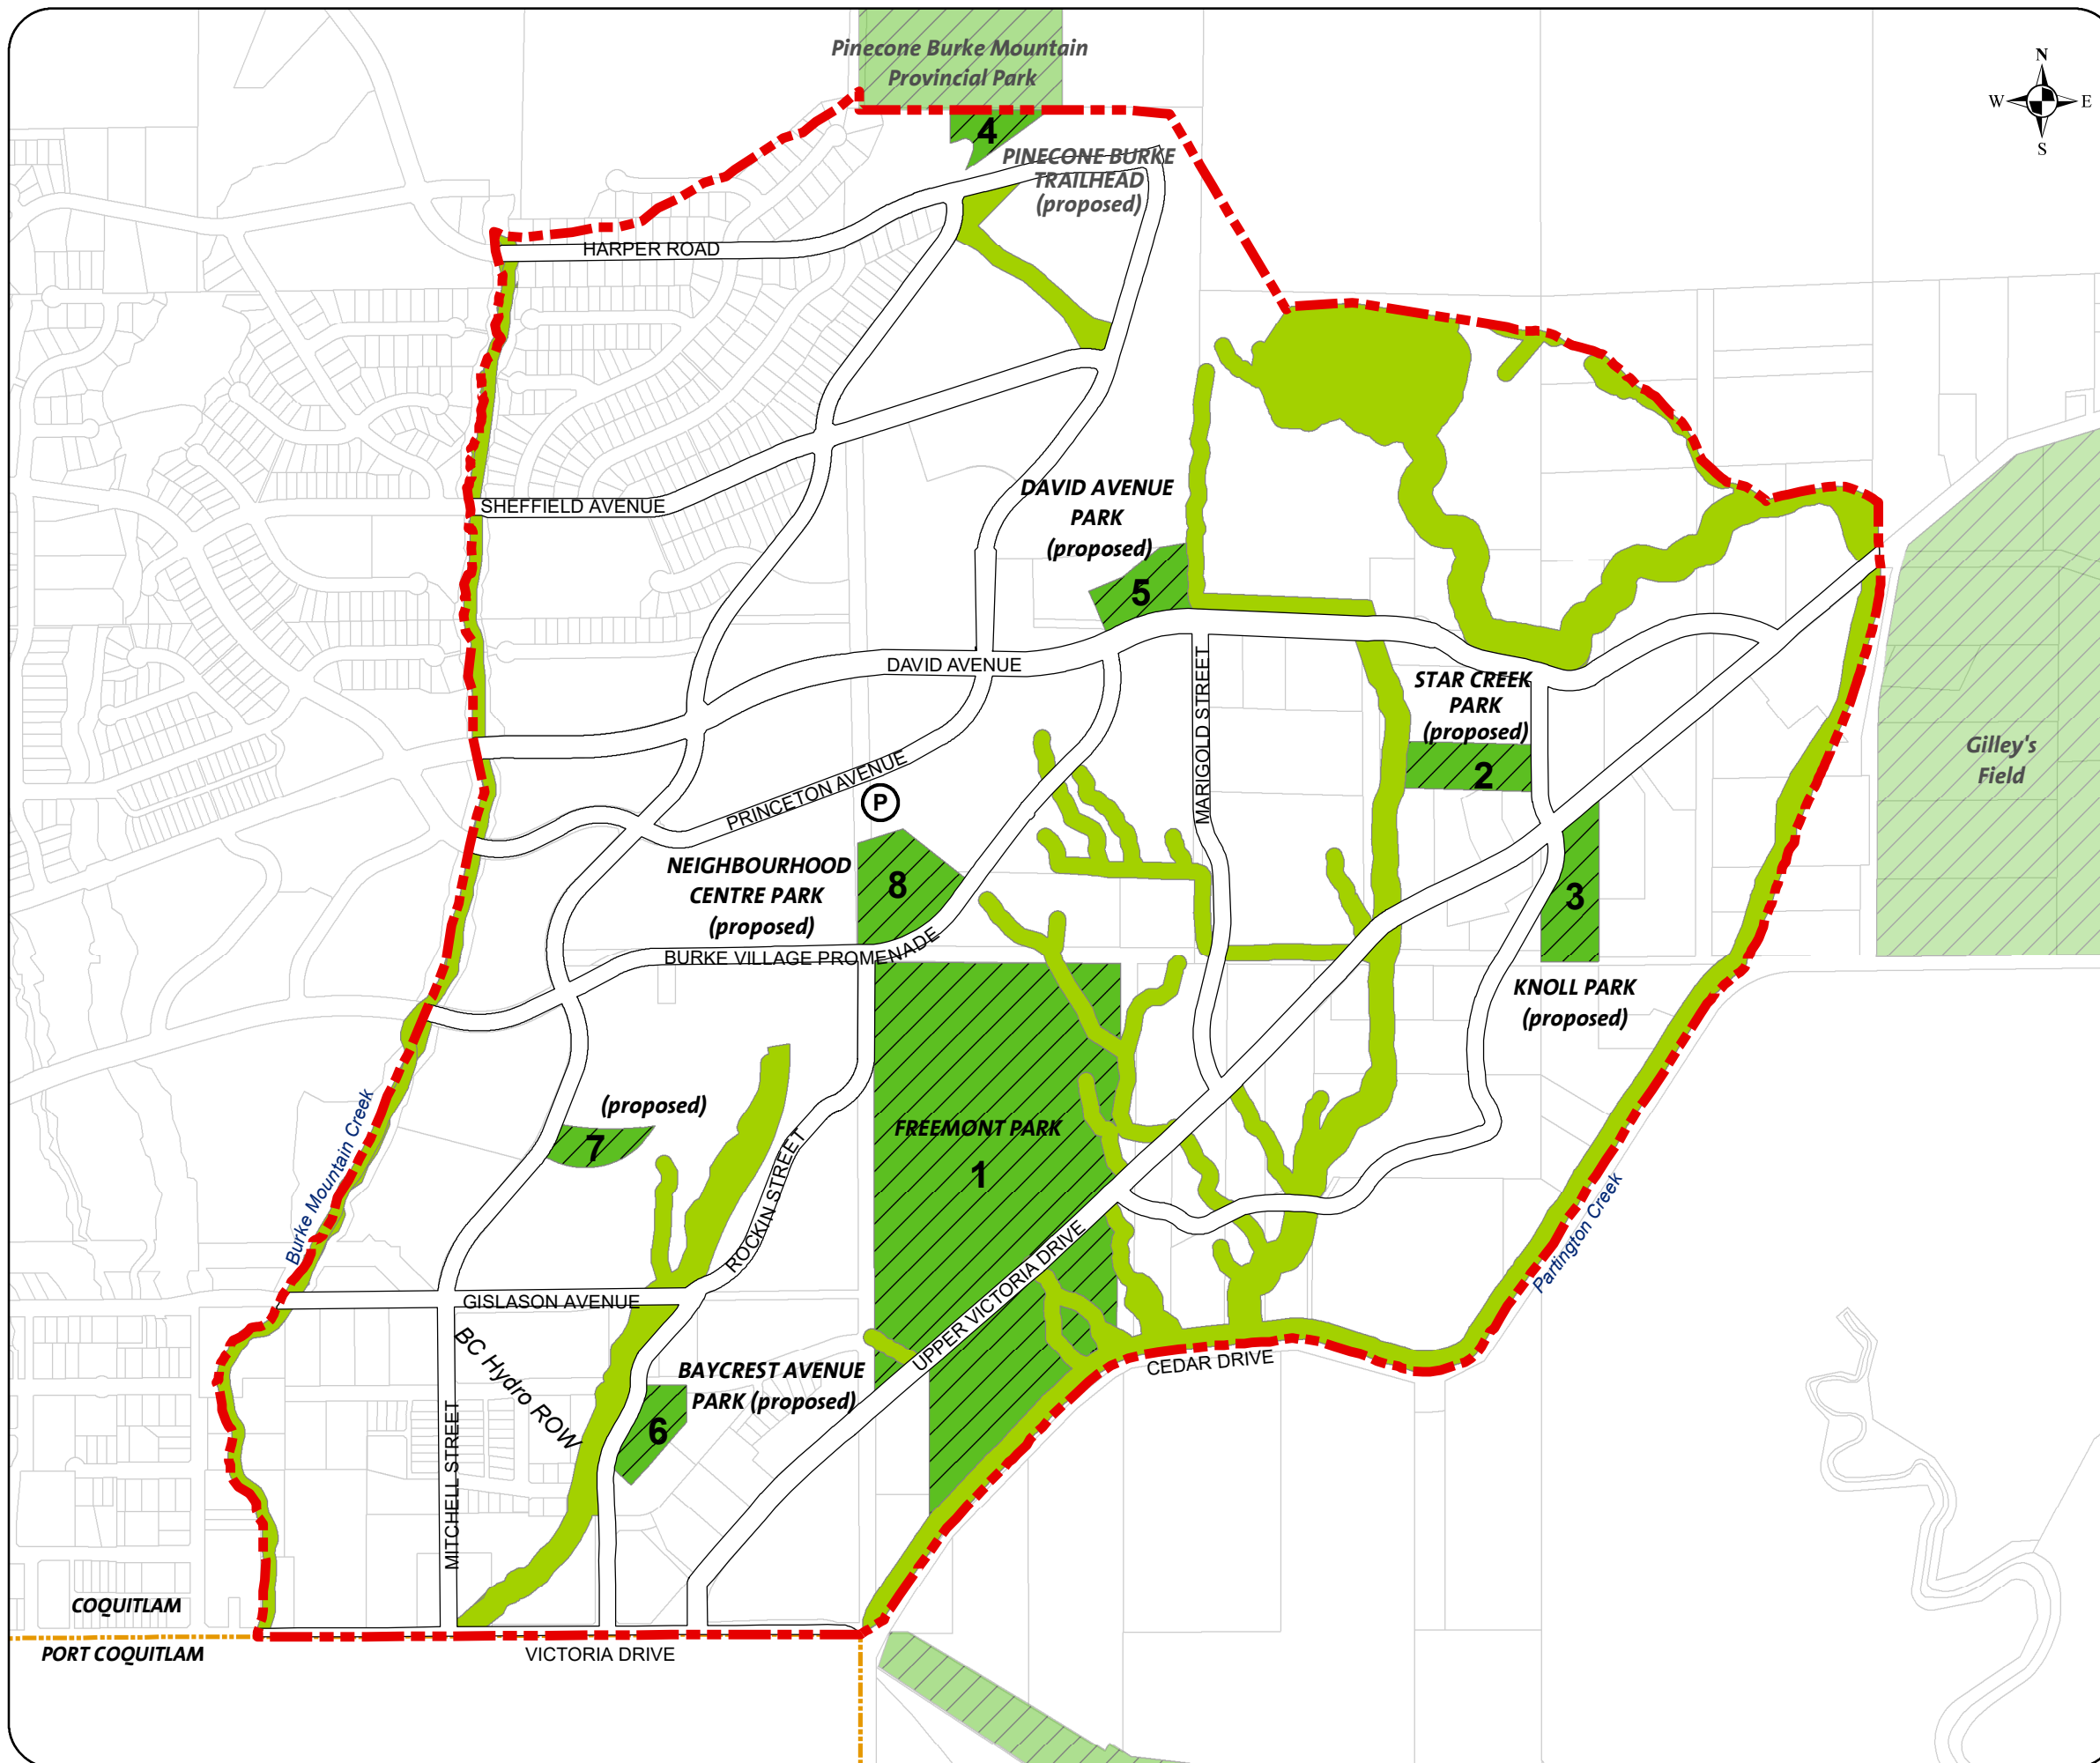 Pinecone Burke Mountain
Provincial Park
N
W
E
S
4
PINECONE BURKE
TRAILHEAD
(proposed)
HARPER ROAD
SHEFFIELD AVENUE
DAVID AVENUE
PARK
(proposed)
5
DAVID AVENUE
MARIGOLD STREET
STAR CREEK
PARK
(proposed)
2
Gilley's
Field
PRINCETON AVENUE
P
NEIGHBOURHOOD
CENTRE PARK
(proposed)
8
3
BURKE VILLAGE PROMENADE
KNOLL PARK
(proposed)
Burke Mountain Creek
(proposed)
7
FREEMONT PARK
1
ROCKIN STREET
UPPER VICTORIA DRIVE
Partington Creek
GISLASON AVENUE
BC Hydro ROW
BAYCREST AVENUE
PARK (proposed)
6
CEDAR DRIVE
MITCHELL STREET
COQUITLAM
PORT COQUITLAM
VICTORIA DRIVE